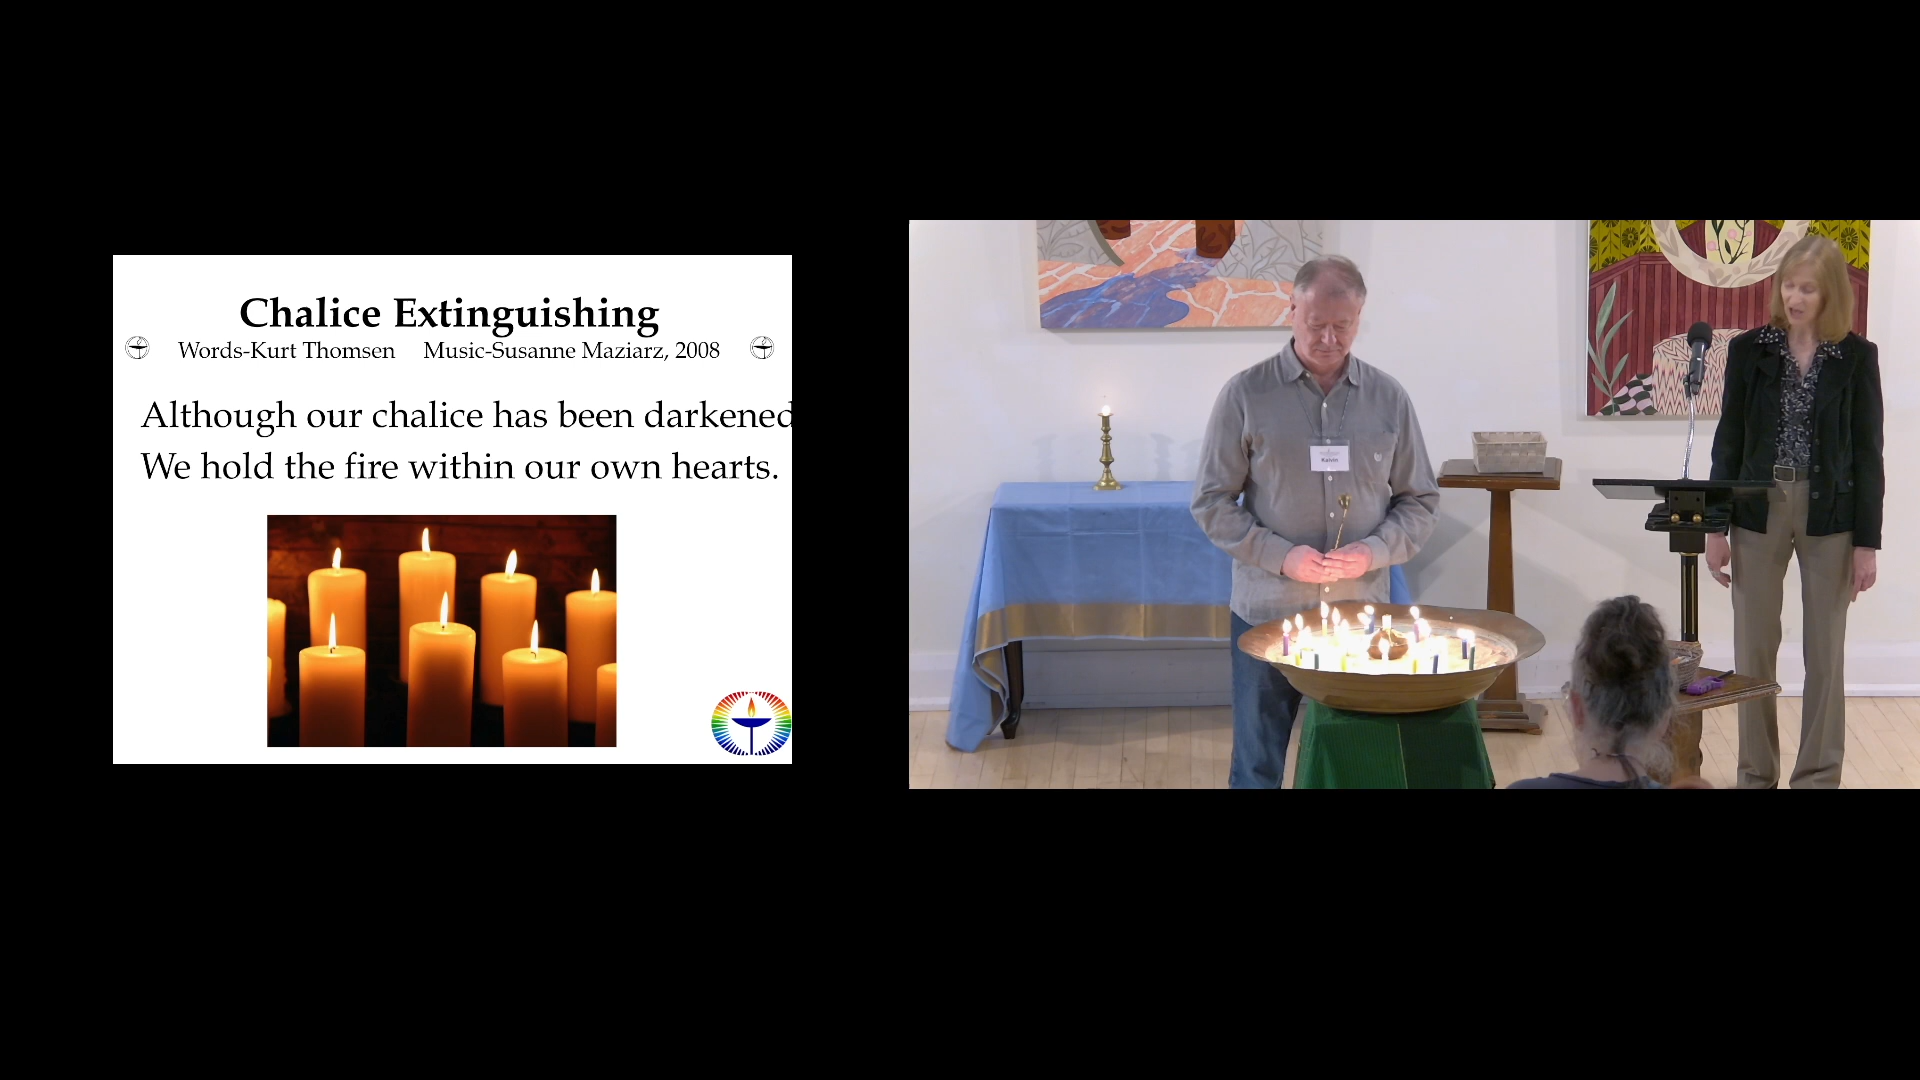 Chalice Extinguishing
Words-Kurt Thomsen Music-Susanne Maziarz, 2008
Although our chalice has been darkened
We hold the fire within our own hearts.